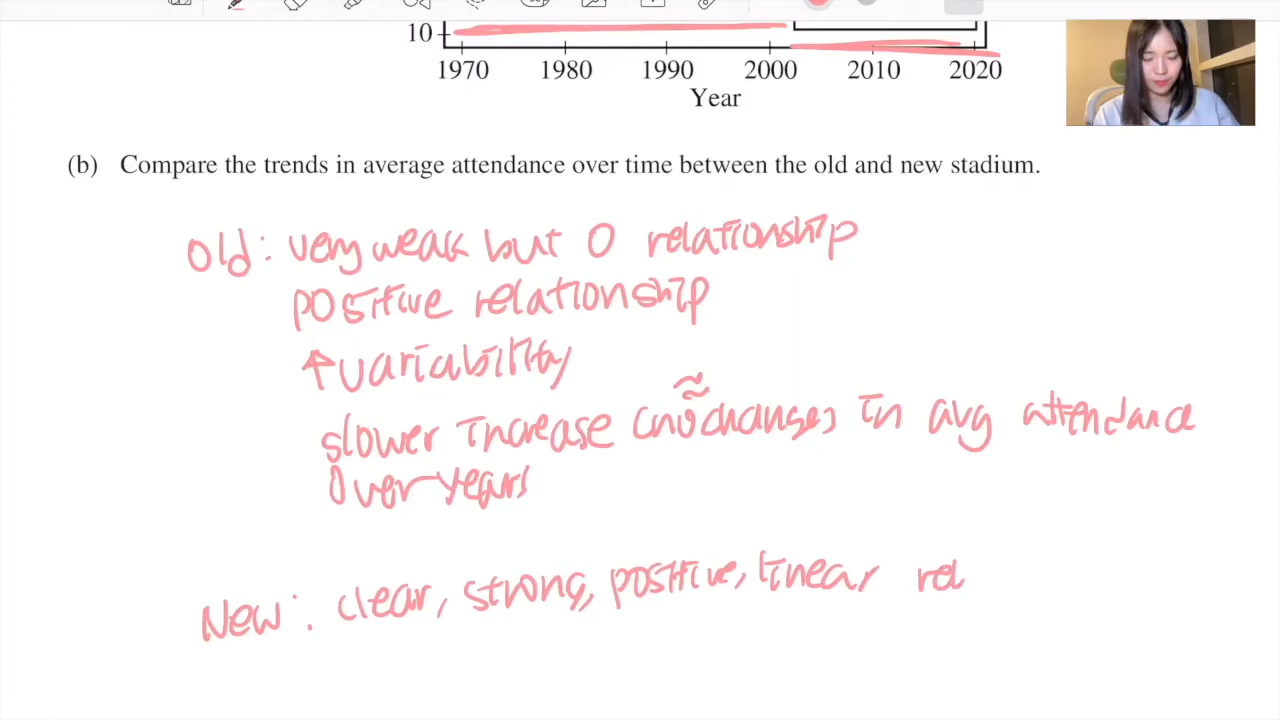 10
1970 1980 1990 2000 2010 2020
Year
(b) Compare the trends in average attendance over time between the old and new stadium.
old: very weak but 0 relationship
positive relationship
↑variability
≈
slower increase (no changes) in avg attendance
over years
New: clear, strong, positive, linear rel